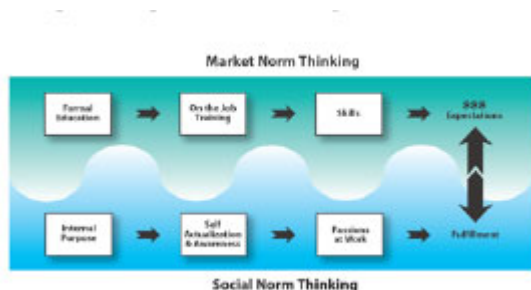 Market Norm Thinking
Formal
Education
On the Job
Training
Skills
$$$
Expectations
Internal
Purpose
Self
Actualization
& Awareness
Passions
at Work
Fulfillment
Social Norm Thinking